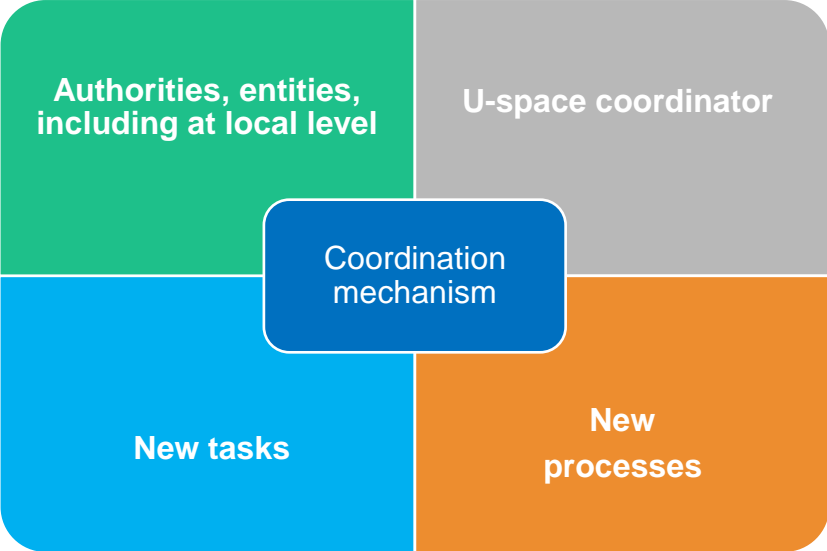 Authorities, entities,
including at local level
U-space coordinator
Coordination
mechanism
New tasks
New
processes